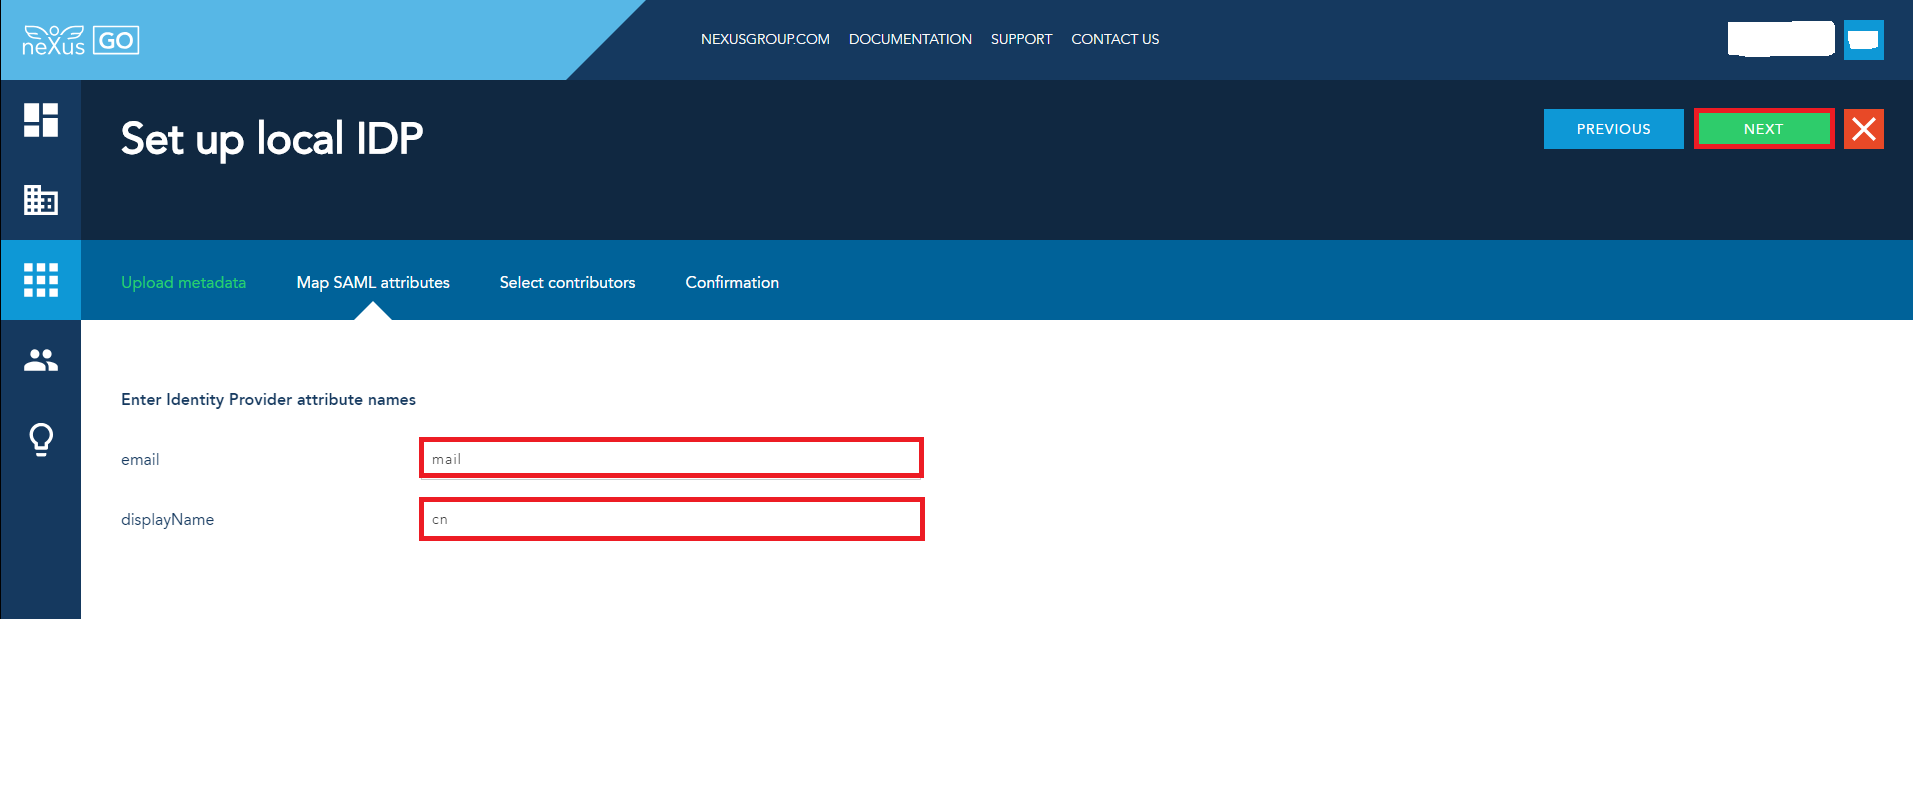 neXus GO
NEXUSGROUP.COM DOCUMENTATION SUPPORT CONTACT US
Set up local IDP
PREVIOUS NEXT
Upload metadata Map SAML attributes Select contributors Confirmation
Enter Identity Provider attribute names
email mail
displayName cn